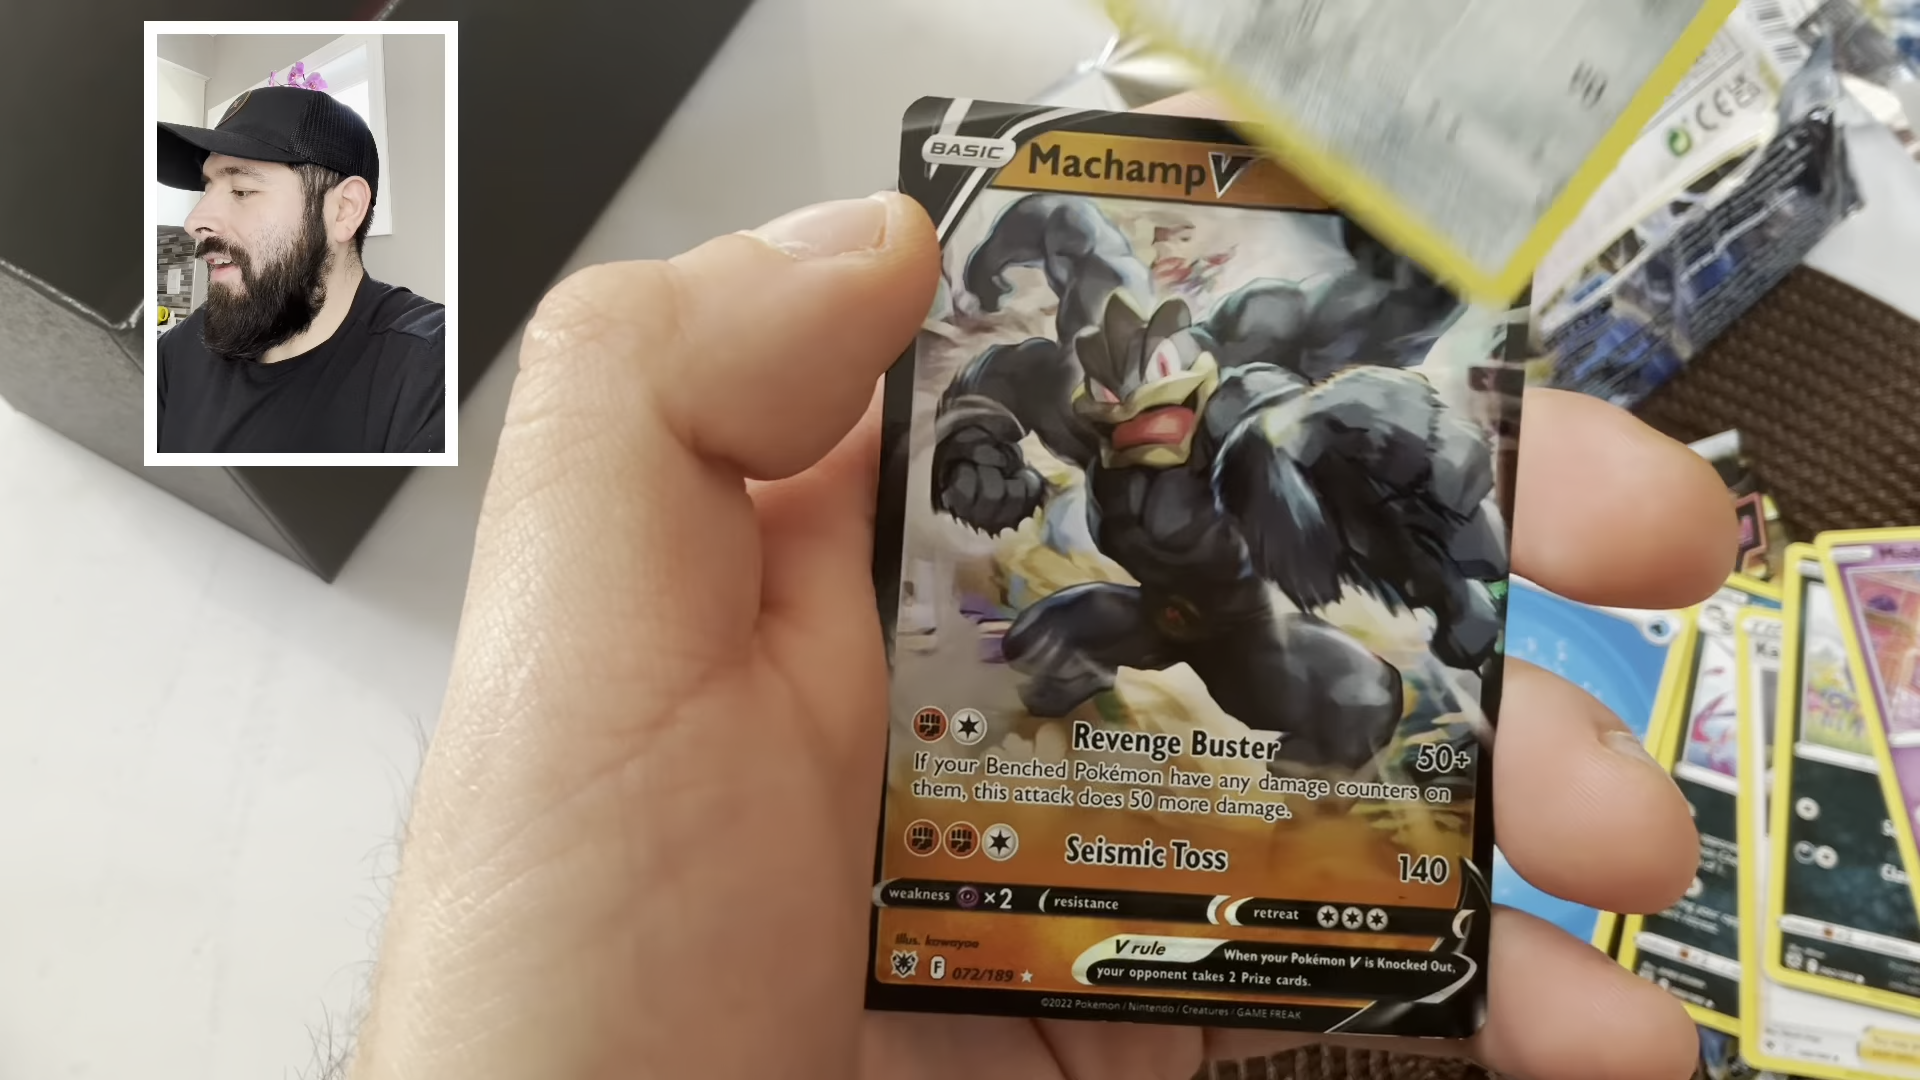 BASIC
Machamp V
Revenge Buster 50+
If your Benched Pokémon have any damage counters on
them, this attack does 50 more damage.
Seismic Toss 140
weakness ×2 resistance retreat
illus. kawayoo
F 072/189
V rule When your Pokémon V is Knocked Out,
your opponent takes 2 Prize cards.
©2022 Pokémon / Nintendo / Creatures / GAME FREAK
CE